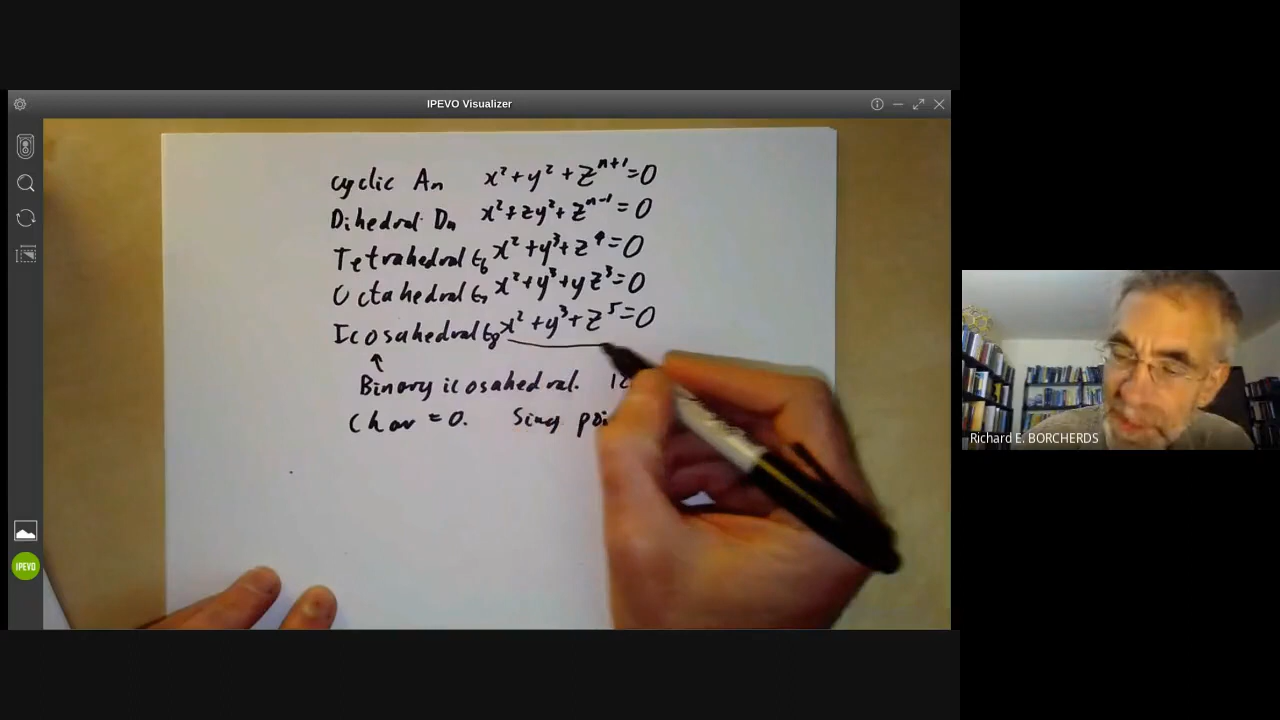 IPEVO Visualizer
cyclic An x²+y²+z^{n+1}=0
Dihedral Dn x²+zy²+z^{n-1}=0
Tetrahedral E₆ x²+y³+z⁴=0
Octahedral E₇ x²+y³+yz³=0
Icosahedral E₈ x²+y³+z⁵=0
↑
Binary icosahedral.
Char = 0. Sing
IPEVO
Richard E. BORCHERDS